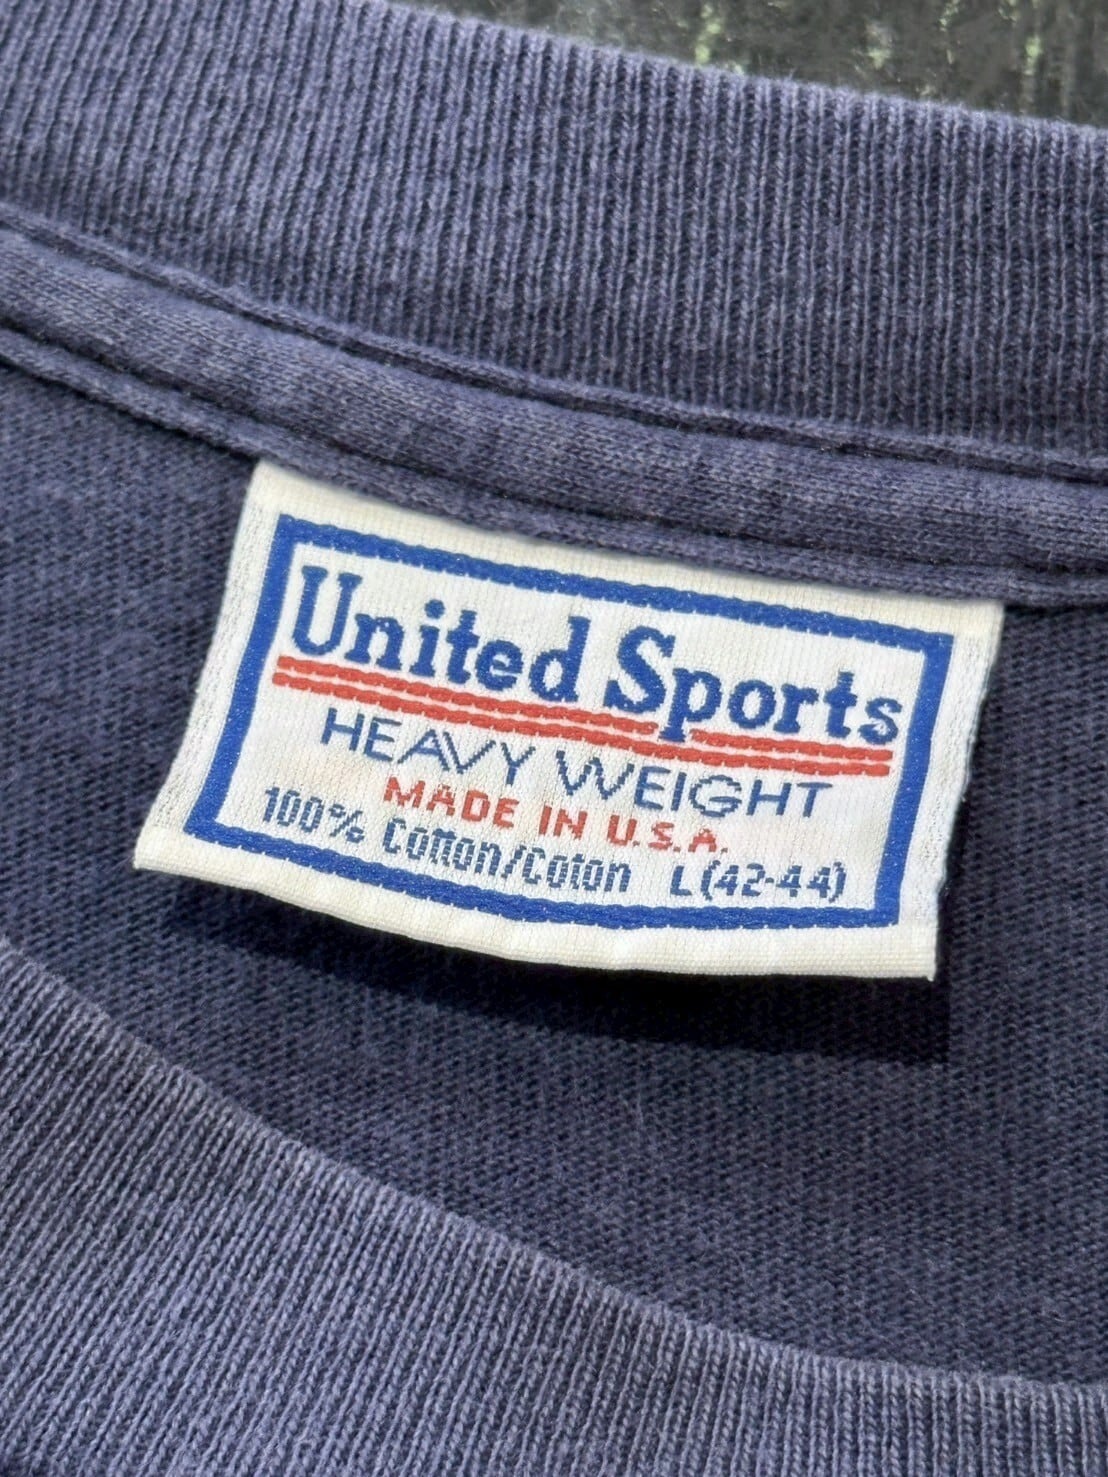 United Sports
HEAVY WEIGHT
MADE IN U.S.A.
100% Cotton/Coton L(42-44)